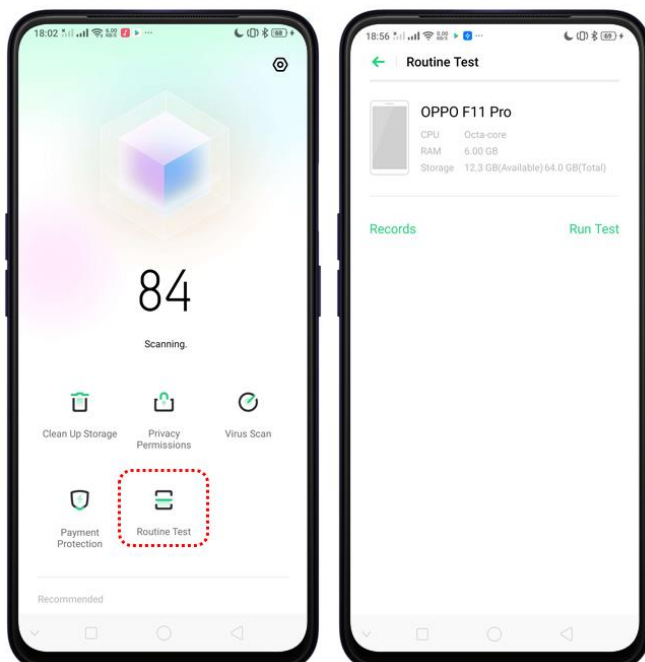 18:02
88
84
Scanning.
Clean Up Storage
Privacy
Permissions
Virus Scan
Payment
Protection
Routine Test
Recommended
18:56
69
Routine Test
OPPO F11 Pro
CPU Octa-core
RAM 6.00 GB
Storage 12,3 GB(Available) 64.0 GB(Total)
Records
Run Test